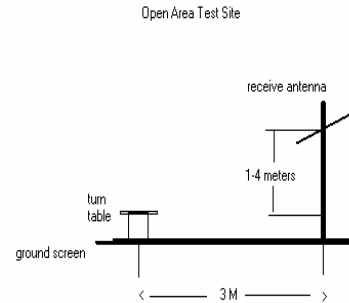 Open Area Test Site
receive antenna
1-4 meters
turn
table
ground screen
3 M